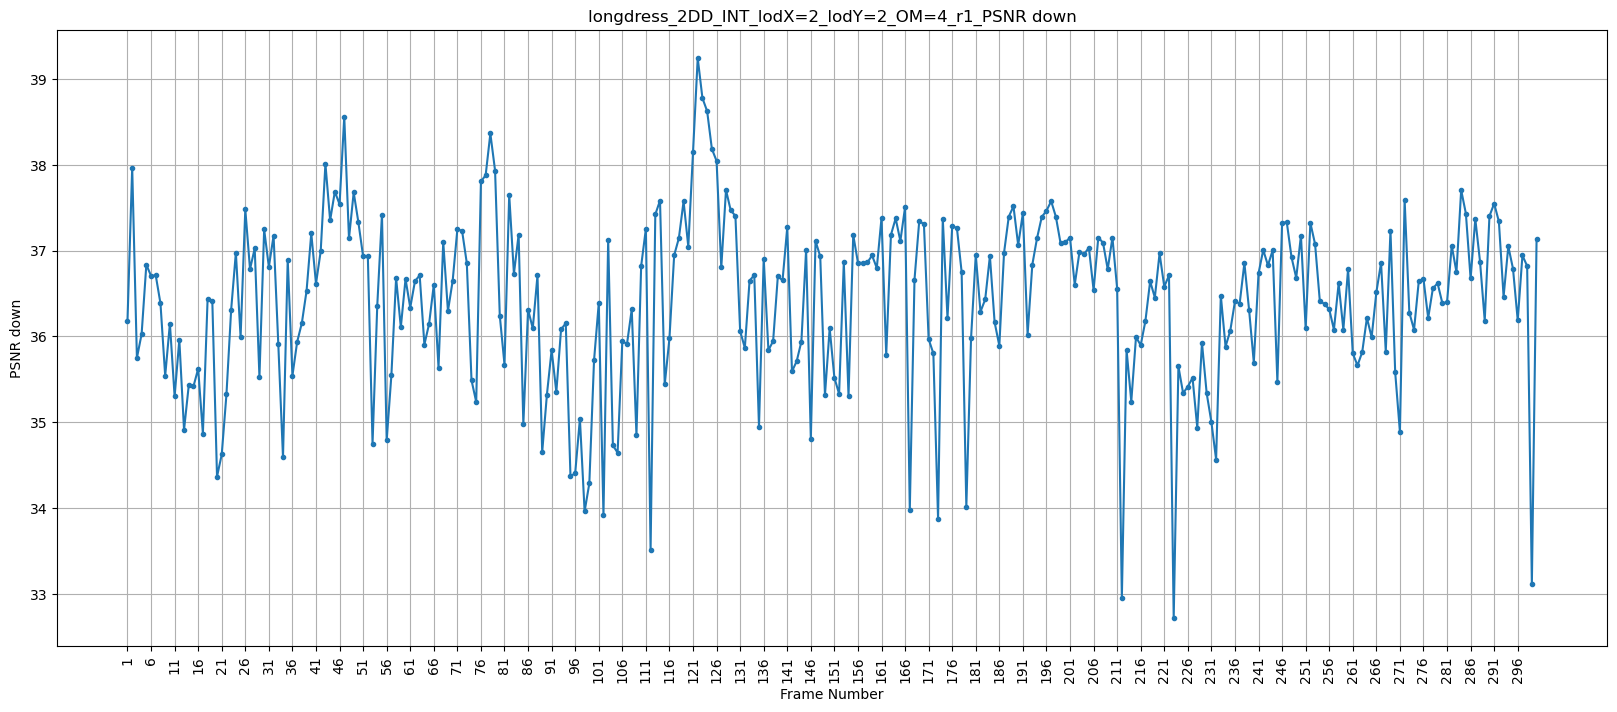 longdress_2DD_INT_lodX=2_lodY=2_OM=4_r1_PSNR down
PSNR down
39
38
37
36
35
34
33
1 6 11 16 21 26 31 36 41 46 51 56 61 66 71 76 81 86 91 96 101 106 111 116 121 126 131 136 141 146 151 156 161 166 171 176 181 186 191 196 201 206 211 216 221 226 231 236 241 246 251 256 261 266 271 276 281 286 291 296
Frame Number